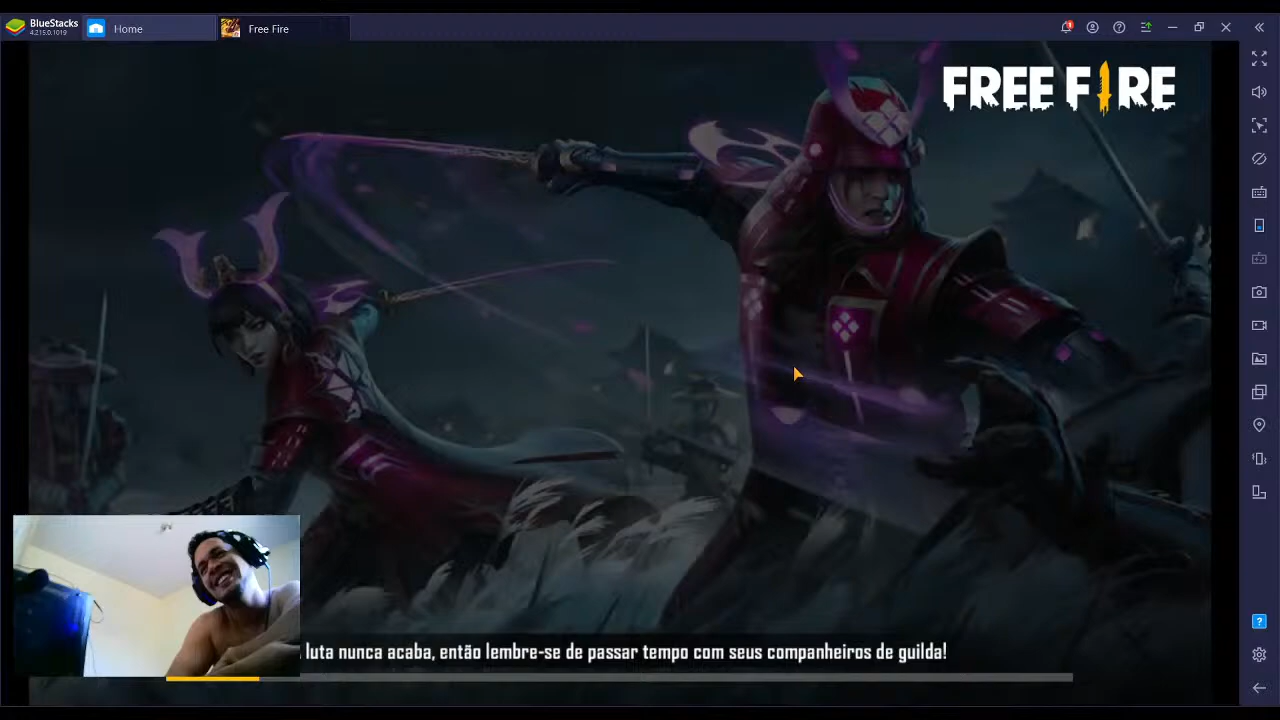 BlueStacks
4.215.0.1019
Home
Free Fire
FREE FIRE
luta nunca acaba, então lembre-se de passar tempo com seus companheiros de guilda!